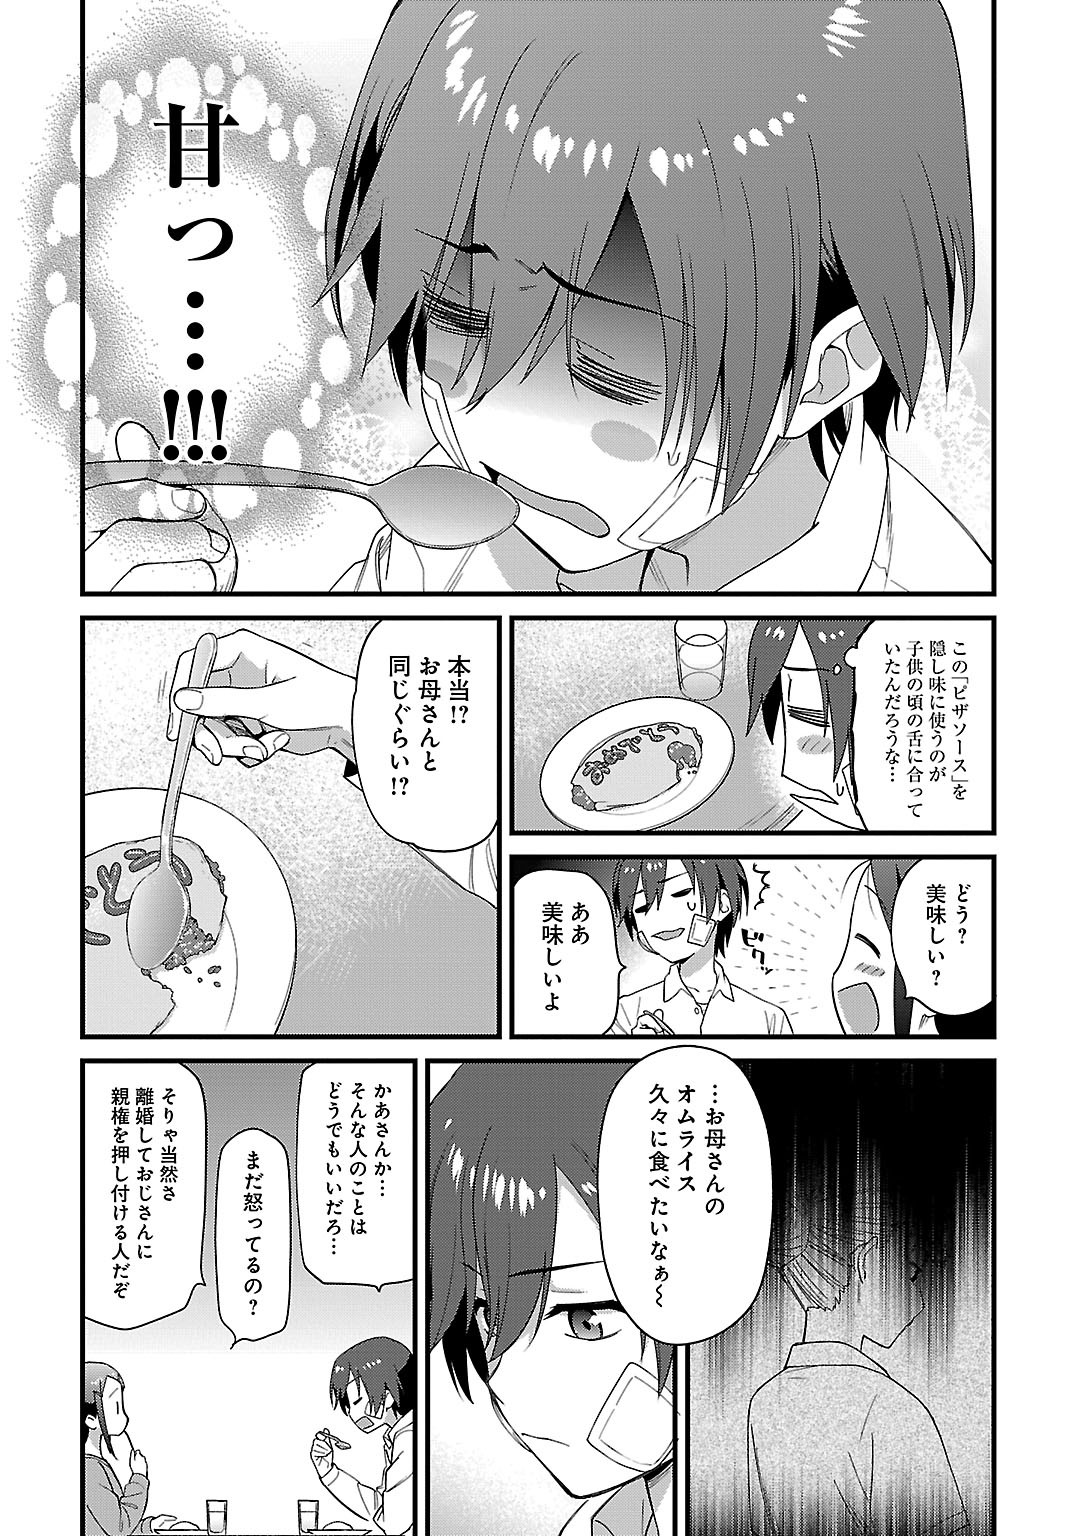 甘っ…!!!
この「ピザソース」を
隠し味に使うのが
子供の頃の舌に合って
いたんだろうな…
おめでとう
どう？
美味しい？
ビクッ
ああ
美味しいよ
本当!?
お母さんと
同じぐらい!?
…お母さんの
オムライス
久々に食べたいなぁ〜
かあさんか…
そんな人のことは
どうでもいいだろ…
まだ怒ってるの？
そりゃ当然さ
離婚しておじさんに
親権を押し付ける人だぞ